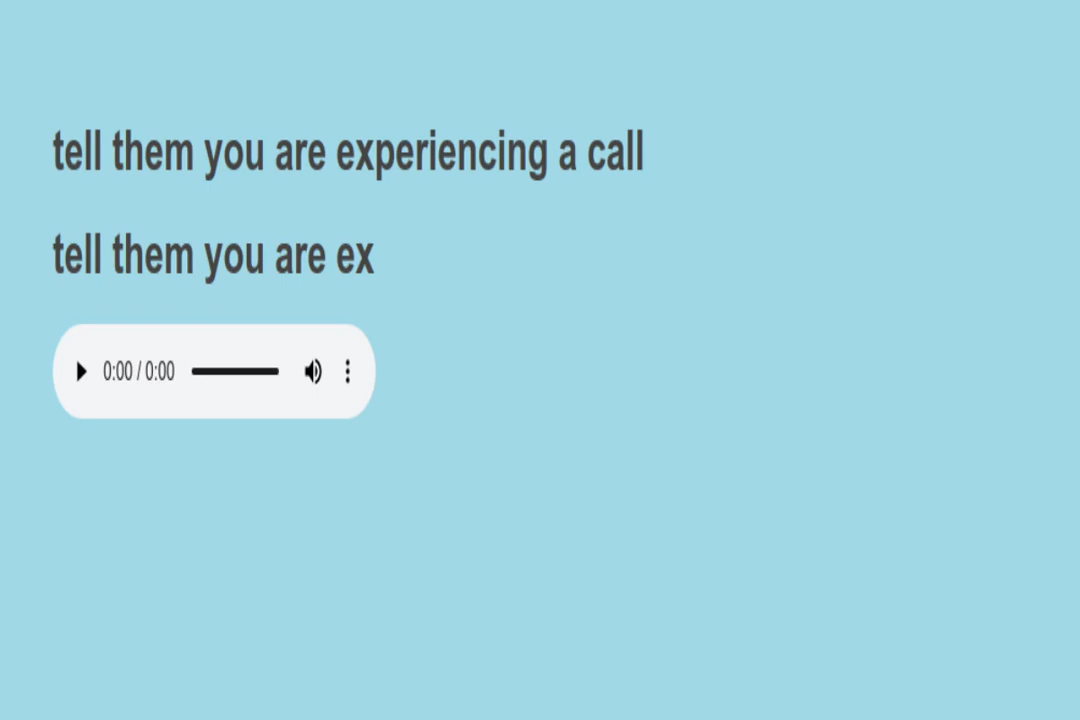 tell them you are experiencing a call
tell them you are ex
0:00 / 0:00